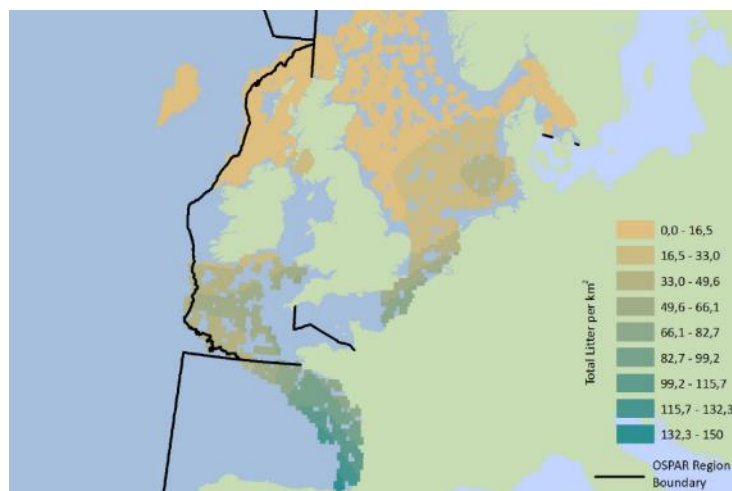 Total Litter per km²
0,0 - 16,5
16,5 - 33,0
33,0 - 49,6
49,6 - 66,1
66,1 - 82,7
82,7 - 99,2
99,2 - 115,7
115,7 - 132,3
132,3 - 150
OSPAR Region
Boundary